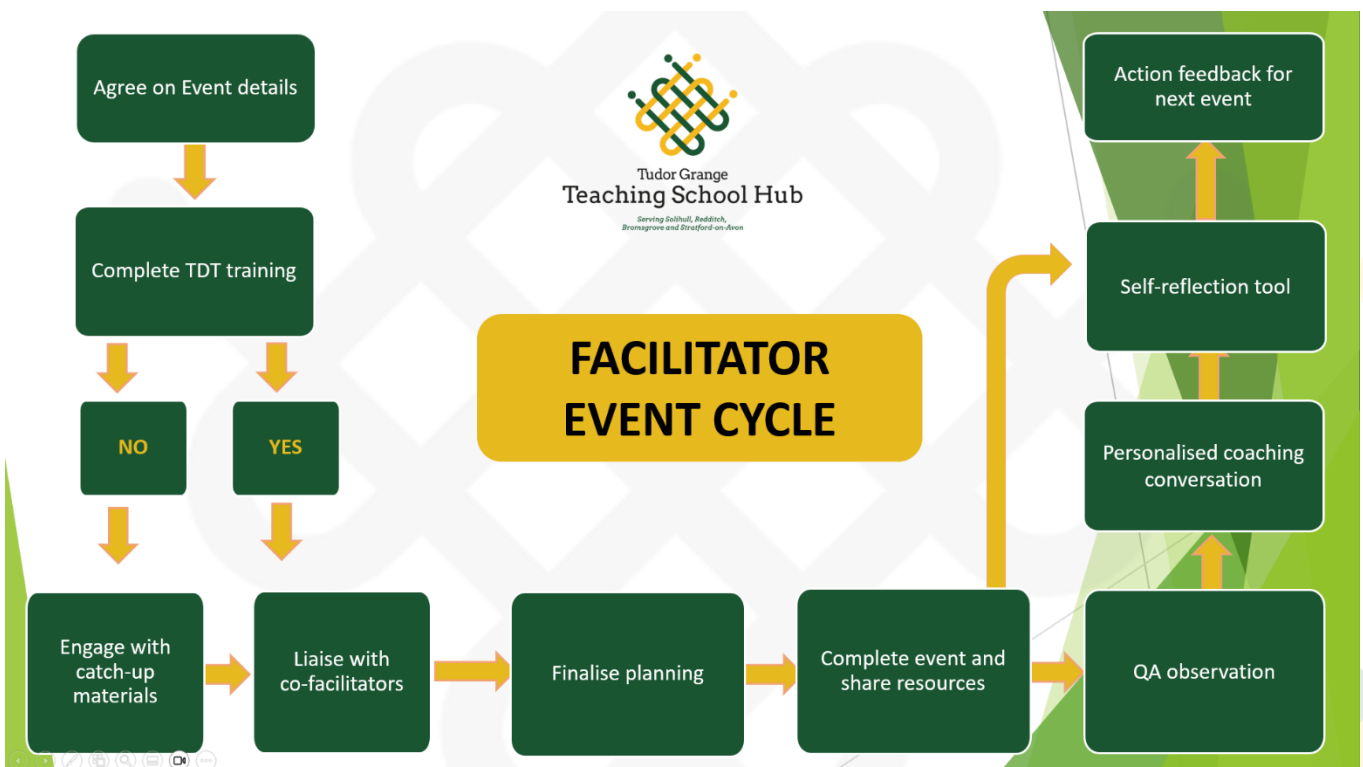 Agree on Event details
Complete TDT training
NO
YES
Engage with
catch-up
materials
Liaise with
co-facilitators
Finalise planning
Complete event and
share resources
QA observation
Personalised coaching
conversation
Self-reflection tool
Action feedback for
next event
Tudor Grange
Teaching School Hub
Serving Solihull, Redditch,
Bromsgrove and Stratford-on-Avon
FACILITATOR
EVENT CYCLE